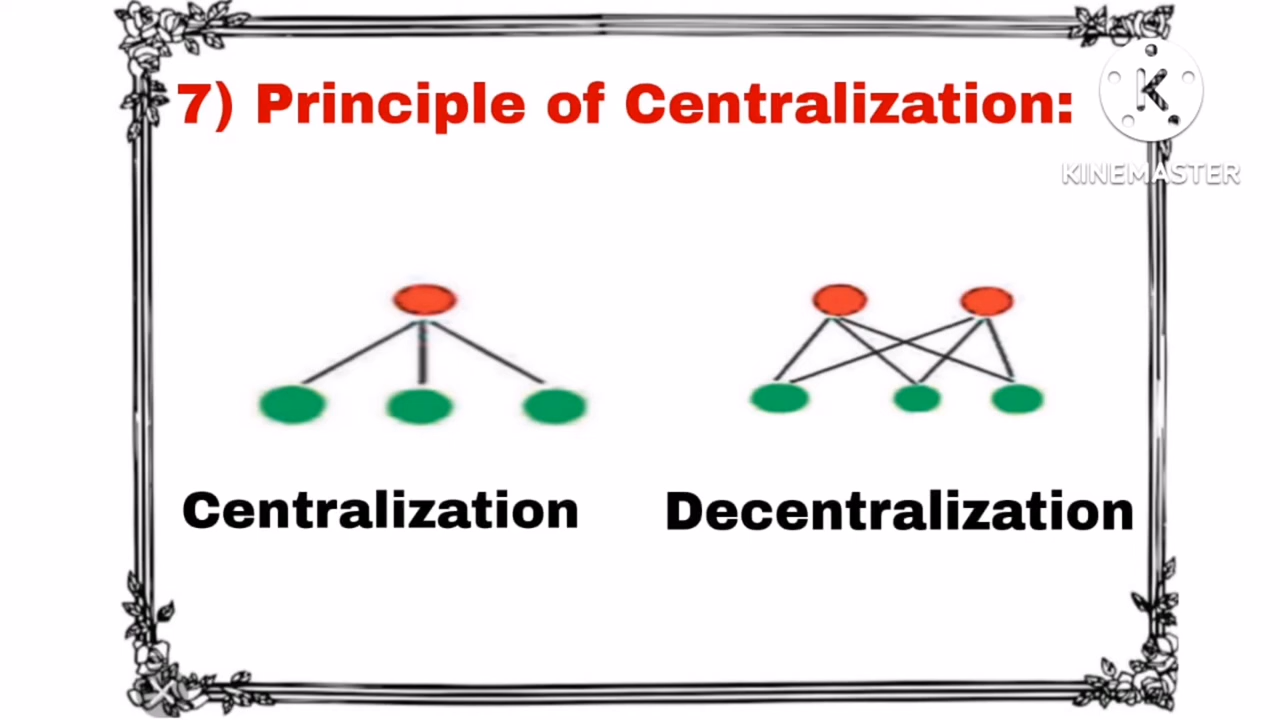 7) Principle of Centralization:
K
KINEMASTER
Centralization
Decentralization